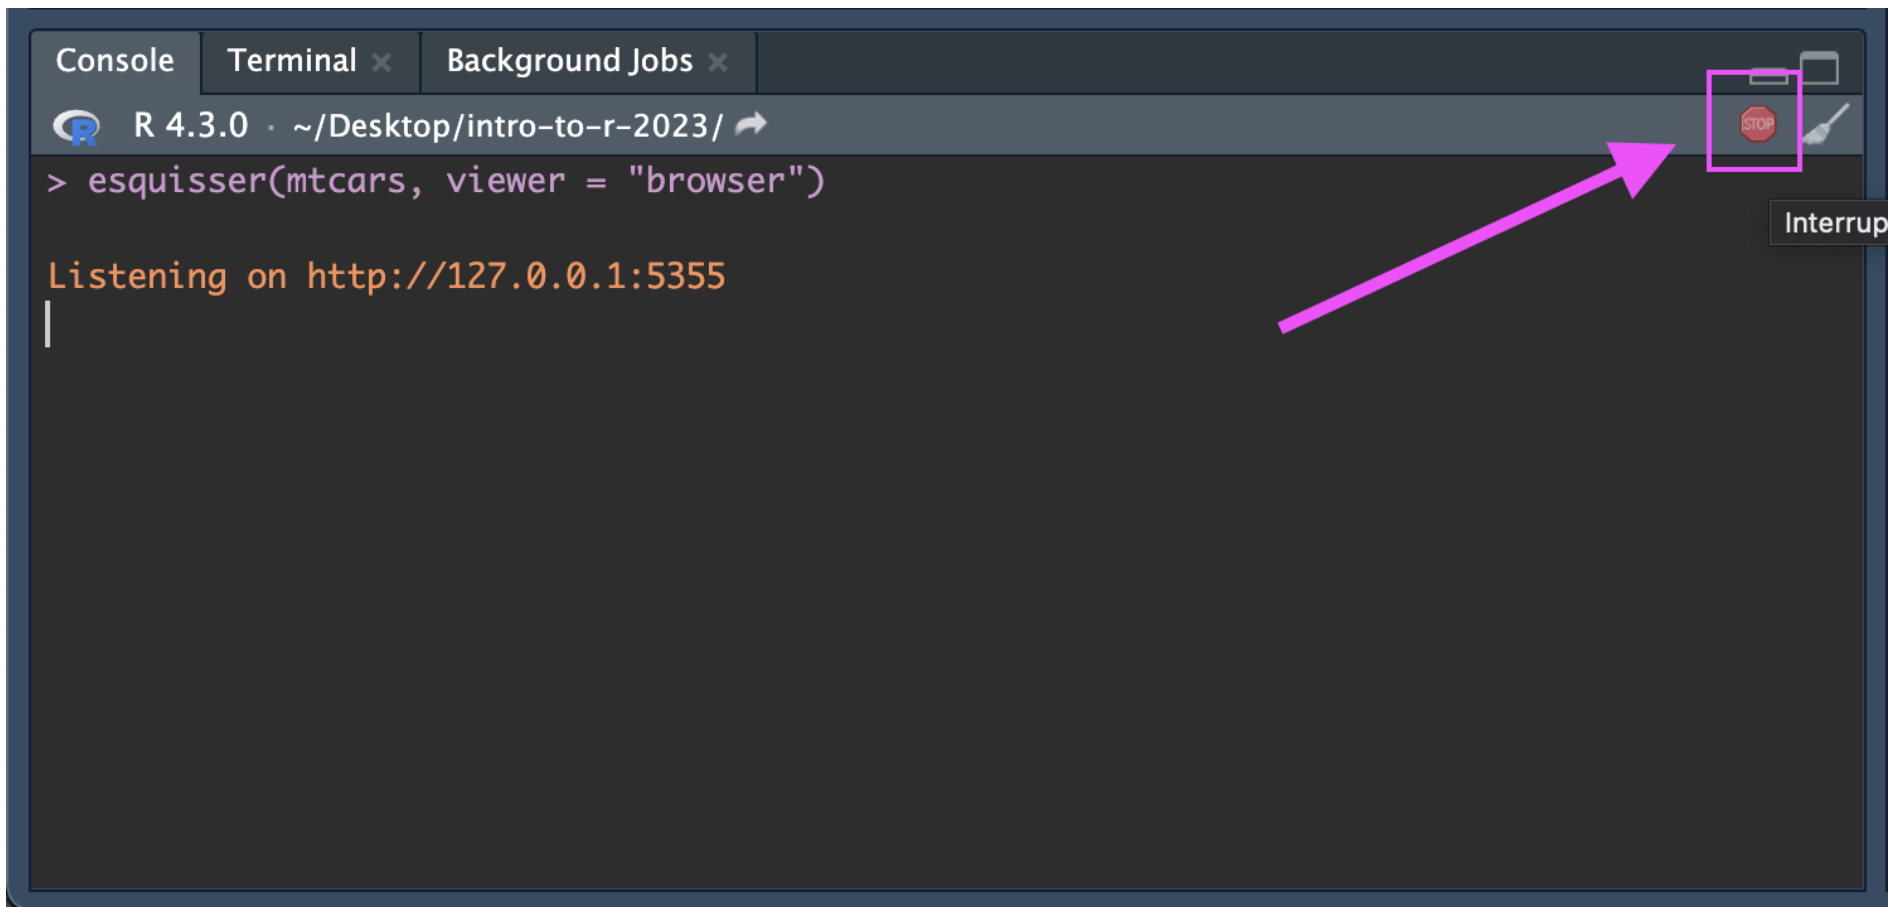 Console Terminal Background Jobs
R R 4.3.0 · ~/Desktop/intro-to-r-2023/
STOP
> esquisser(mtcars, viewer = "browser")
Interrup
Listening on http://127.0.0.1:5355